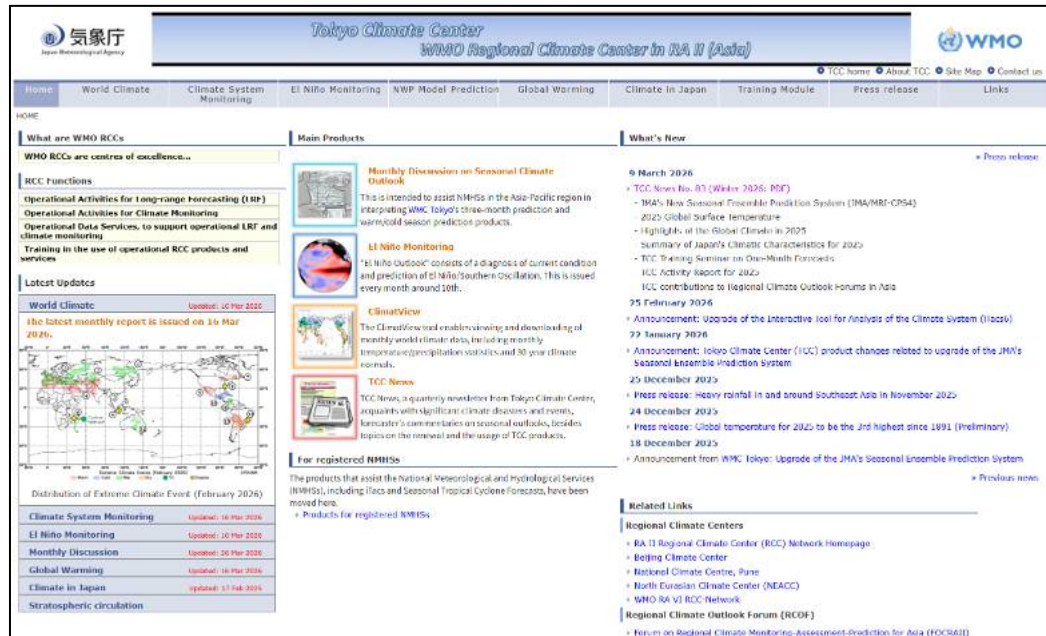 気象庁
Japan Meteorological Agency
Tokyo Climate Center
WMO Regional Climate Center in RA II (Asia)
WMO
TCC home About TCC Site Map Contact us
Home World Climate Climate System Monitoring El Niño Monitoring NWP Model Prediction Global Warming Climate in Japan Training Module Press release Links
HOME
What are WMO RCCs
WMO RCCs are centres of excellence...
RCC Functions
Operational Activities for Long-range Forecasting (LRF)
Operational Activities for Climate Monitoring
Operational Data Services, to support operational LRF and
climate monitoring
Training in the use of operational RCC products and
services
Latest Updates
World Climate
The latest monthly report is issued on 16 Mar
2026.
Distribution of Extreme Climate Event (February 2026)
Climate System Monitoring
El Niño Monitoring
Monthly Discussion
Global Warming
Climate in Japan
Stratospheric circulation
Main Products
Monthly Discussion on Seasonal Climate
Outlook
This is intended to assist NMHSs in the Asia-Pacific region in
interpreting WMC Tokyo's three-month prediction and
warm/cold season prediction products.
El Niño Monitoring
"El Niño Outlook" consists of a diagnosis of current condition
and prediction of El Niño/Southern Oscillation. This is issued
every month around 10th.
ClimatView
The ClimatView tool enables viewing and downloading of
monthly world climate data, including monthly
temperature/precipitation statistics and 30-year climate
normals.
TCC News
TCC News, a quarterly newsletter from Tokyo Climate Center,
acquaints with significant climate disasters and events,
forecaster's commentaries on seasonal outlooks, besides
topics on the renewal and the usage of TCC products.
For registered NMHSs
The products that assist the National Meteorological and Hydrological Services
(NMHSs), including iTacs and Seasonal Tropical Cyclone Forecasts, have been
moved here.
Products for registered NMHSs
What's New
» Press release
9 March 2026
TCC News No. 83 (Winter 2026: PDF)
- JMA's New Seasonal Ensemble Prediction System (JMA/MRI-CPS4)
- 2025 Global Surface Temperature
- Highlights of the Global Climate in 2025
- Summary of Japan's Climatic Characteristics for 2025
- TCC Training Seminar on One-Month Forecasts
- TCC Activity Report for 2025
- TCC contributions to Regional Climate Outlook Forums in Asia
25 February 2026
Announcement: Upgrade of the Interactive Tool for Analysis of the Climate System (iTacs6)
22 January 2026
Announcement: Tokyo Climate Center (TCC) product changes related to upgrade of the JMA's
Seasonal Ensemble Prediction System
25 December 2025
Press release: Heavy rainfall in and around Southeast Asia in November 2025
24 December 2025
Press release: Global temperature for 2025 to be the 3rd highest since 1891 (Preliminary)
18 December 2025
Announcement from WMC Tokyo: Upgrade of the JMA's Seasonal Ensemble Prediction System
» Previous news
Related Links
Regional Climate Centers
RA II Regional Climate Center (RCC) Network Homepage
Beijing Climate Center
National Climate Centre, Pune
North Eurasian Climate Center (NEACC)
WMO RA VI RCC-Network
Regional Climate Outlook Forum (RCOF)
Forum on Regional Climate Monitoring-Assessment-Prediction for Asia (FOCRAII)